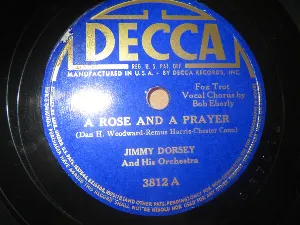 DECCA
REG. U. S. PAT. OFF.
MANUFACTURED IN U. S. A. · BY DECCA RECORDS, INC.
Fox Trot
Vocal Chorus by
Bob Eberly
A ROSE AND A PRAYER
(Dan H. Woodward-Remus Harris-Chester Conn)
JIMMY DORSEY
And His Orchestra
3812 A